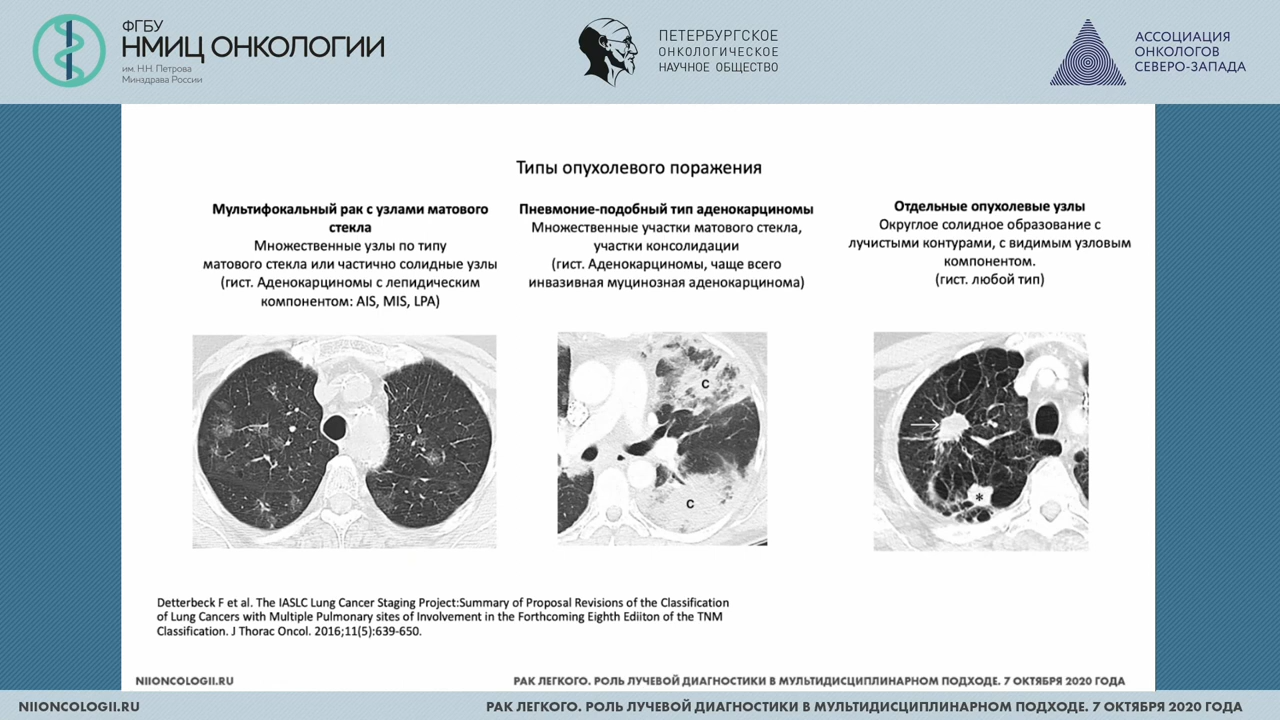 ФГБУ
НМИЦ ОНКОЛОГИИ
им. Н.Н. Петрова
Минздрава России
ПЕТЕРБУРГСКОЕ
ОНКОЛОГИЧЕСКОЕ
НАУЧНОЕ ОБЩЕСТВО
АССОЦИАЦИЯ
ОНКОЛОГОВ
СЕВЕРО-ЗАПАДА
Типы опухолевого поражения
Мультифокальный рак с узлами матового
стекла
Множественные узлы по типу
матового стекла или частично солидные узлы
(гист. Аденокарциномы с лепидическим
компонентом: AIS, MIS, LPA)
Пневмоние-подобный тип аденокарциномы
Множественные участки матового стекла,
участки консолидации
(гист. Аденокарциномы, чаще всего
инвазивная муцинозная аденокарцинома)
Отдельные опухолевые узлы
Округлое солидное образование с
лучистыми контурами, с видимым узловым
компонентом.
(гист. любой тип)
C
C
*
Detterbeck F et al. The IASLC Lung Cancer Staging Project:Summary of Proposal Revisions of the Classification
of Lung Cancers with Multiple Pulmonary sites of Involvement in the Forthcoming Eighth Ediiton of the TNM
Classification. J Thorac Oncol. 2016;11(5):639-650.
NIIONCOLOGII.RU
РАК ЛЕГКОГО. РОЛЬ ЛУЧЕВОЙ ДИАГНОСТИКИ В МУЛЬТИДИСЦИПЛИНАРНОМ ПОДХОДЕ. 7 ОКТЯБРЯ 2020 ГОДА
NIIONCOLOGII.RU
РАК ЛЕГКОГО. РОЛЬ ЛУЧЕВОЙ ДИАГНОСТИКИ В МУЛЬТИДИСЦИПЛИНАРНОМ ПОДХОДЕ. 7 ОКТЯБРЯ 2020 ГОДА